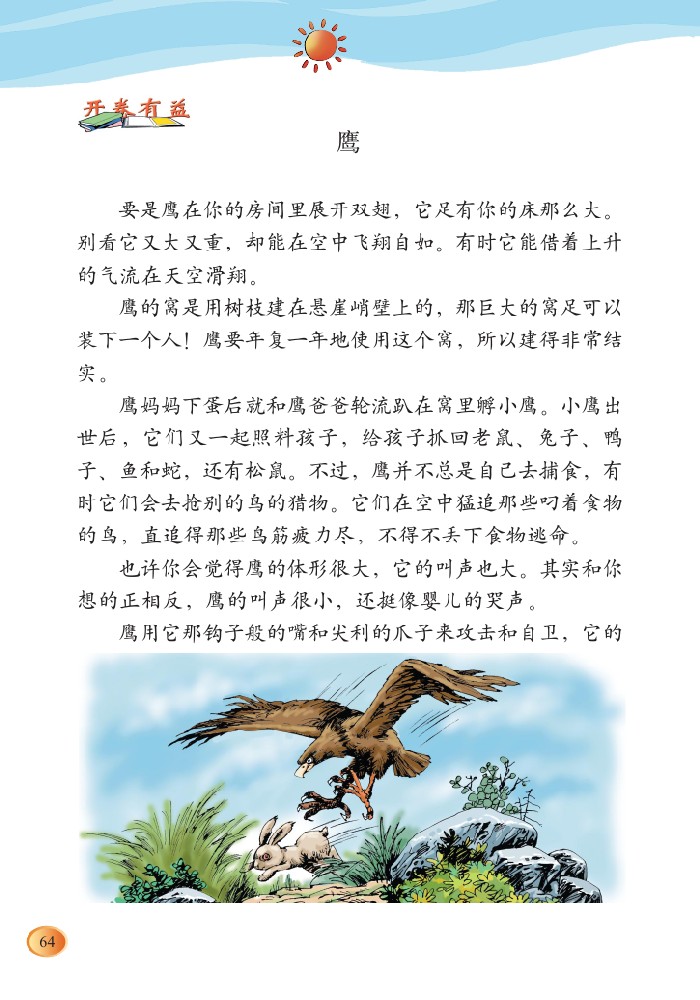 开卷有益
鹰
要是鹰在你的房间里展开双翅，它足有你的床那么大。
别看它又大又重，却能在空中飞翔自如。有时它能借着上升
的气流在天空滑翔。
鹰的窝是用树枝建在悬崖峭壁上的，那巨大的窝足可以
装下一个人！鹰要年复一年地使用这个窝，所以建得非常结
实。
鹰妈妈下蛋后就和鹰爸爸轮流趴在窝里孵小鹰。小鹰出
世后，它们又一起照料孩子，给孩子抓回老鼠、兔子、鸭
子、鱼和蛇，还有松鼠。不过，鹰并不总是自己去捕食，有
时它们会去抢别的鸟的猎物。它们在空中猛追那些叼着食物
的鸟，直追得那些鸟筋疲力尽，不得不丢下食物逃命。
也许你会觉得鹰的体形很大，它的叫声也大。其实和你
想的正相反，鹰的叫声很小，还挺像婴儿的哭声。
鹰用它那钩子般的嘴和尖利的爪子来攻击和自卫，它的
64